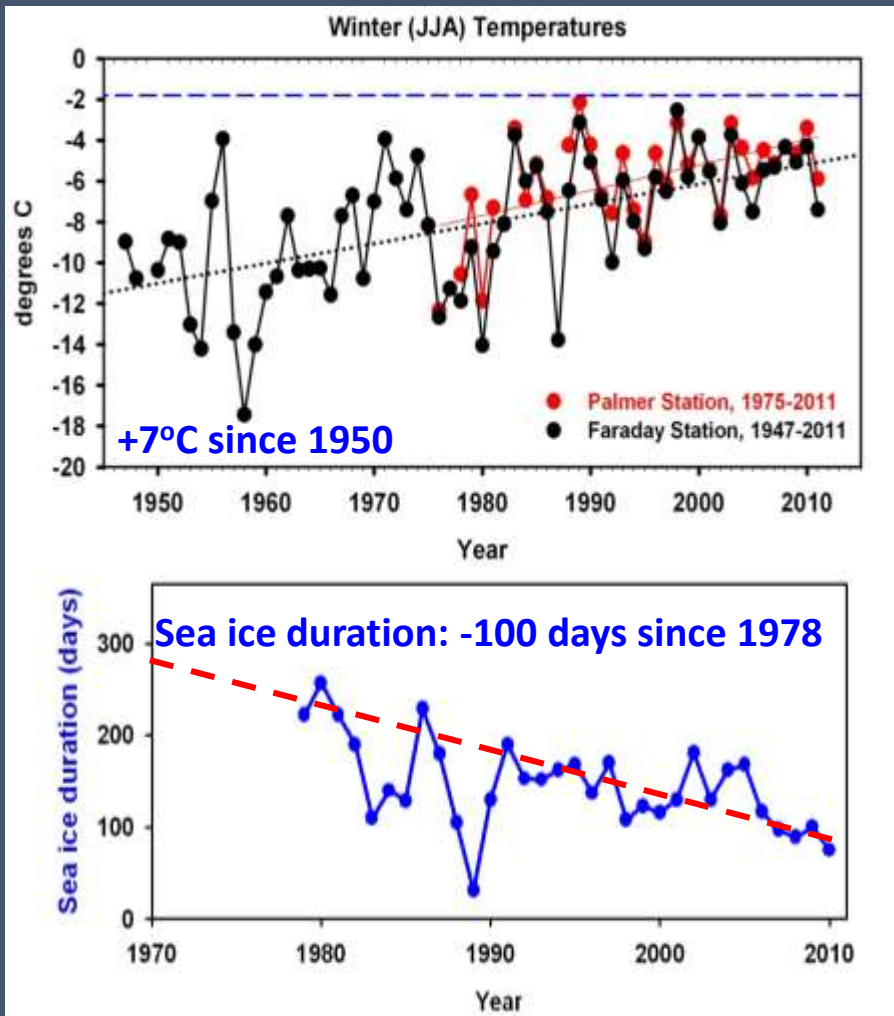 Winter (JJA) Temperatures
0
-2
-4
-6
-8
-10
-12
-14
-16
-18
-20
degrees C
Palmer Station, 1975-2011
Faraday Station, 1947-2011
+7°C since 1950
1950 1960 1970 1980 1990 2000 2010
Year
Sea ice duration: -100 days since 1978
300
200
100
0
Sea ice duration (days)
1970 1980 1990 2000 2010
Year